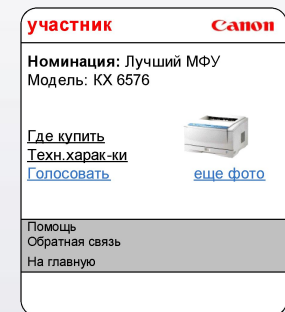 участник Canon
Номинация: Лучший МФУ
Модель: KX 6576
Где купить
Техн.харак-ки
Голосовать еще фото
Помощь
Обратная связь
На главную